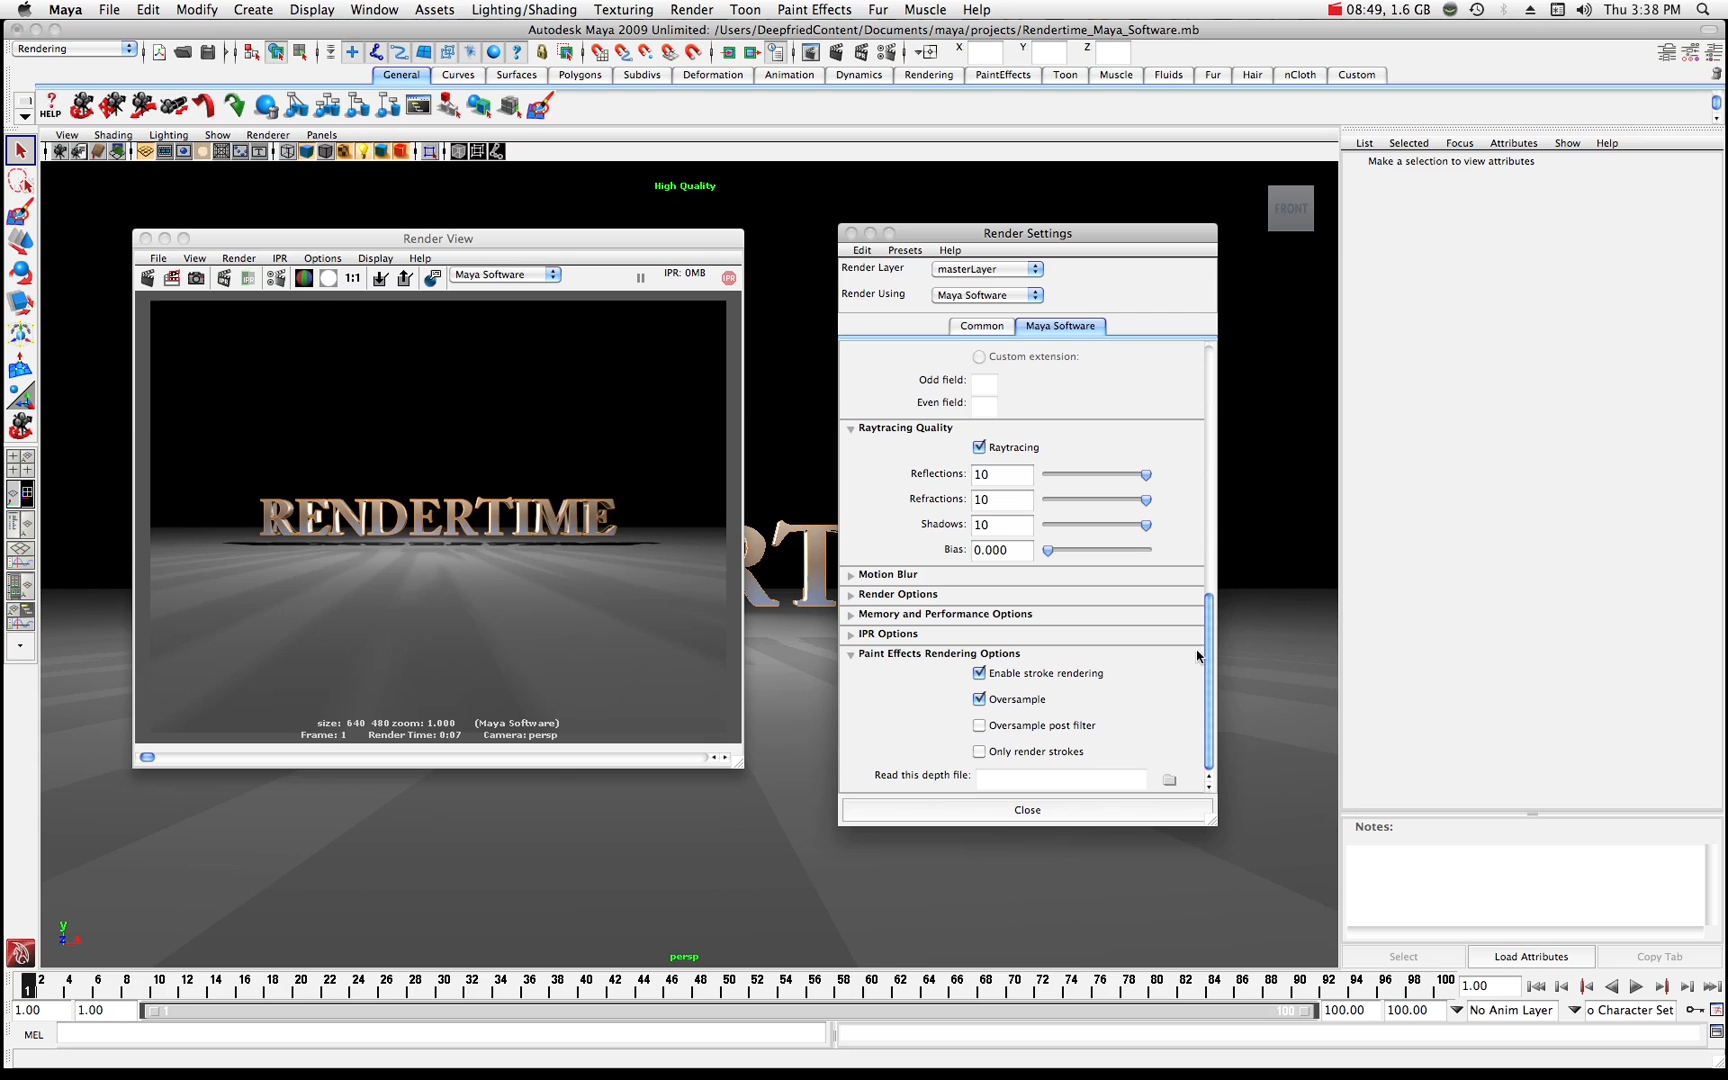 Maya File Edit Modify Create Display Window Assets Lighting/Shading Texturing Render Toon Paint Effects Fur Muscle Help 08:49, 1.6 GB Thu 3:38 PM
Autodesk Maya 2009 Unlimited: /Users/DeepfriedContent/Documents/maya/projects/Rendertime_Maya_Software.mb
Rendering X Y Z
General Curves Surfaces Polygons Subdivs Deformation Animation Dynamics Rendering PaintEffects Toon Muscle Fluids Fur Hair nCloth Custom
? HELP
View Shading Lighting Show Renderer Panels
List Selected Focus Attributes Show Help
Make a selection to view attributes
High Quality
FRONT
Render View
File View Render IPR Options Display Help
1:1 Maya Software IPR: 0MB IPR
RENDERTIME
size: 640 480 zoom: 1.000 (Maya Software)
Frame: 1 Render Time: 0:07 Camera: persp
RT
Render Settings
Edit Presets Help
Render Layer masterLayer
Render Using Maya Software
Common Maya Software
Custom extension:
Odd field:
Even field:
Raytracing Quality
Raytracing
Reflections: 10
Refractions: 10
Shadows: 10
Bias: 0.000
Motion Blur
Render Options
Memory and Performance Options
IPR Options
Paint Effects Rendering Options
Enable stroke rendering
Oversample
Oversample post filter
Only render strokes
Read this depth file:
Close
Notes:
Select Load Attributes Copy Tab
y
z x
persp
1 2 4 6 8 10 12 14 16 18 20 22 24 26 28 30 32 34 36 38 40 42 44 46 48 50 52 54 56 58 60 62 64 66 68 70 72 74 76 78 80 82 84 86 88 90 92 94 96 98 100 1.00
1.00 1.00 1 100 100.00 100.00 No Anim Layer o Character Set
MEL